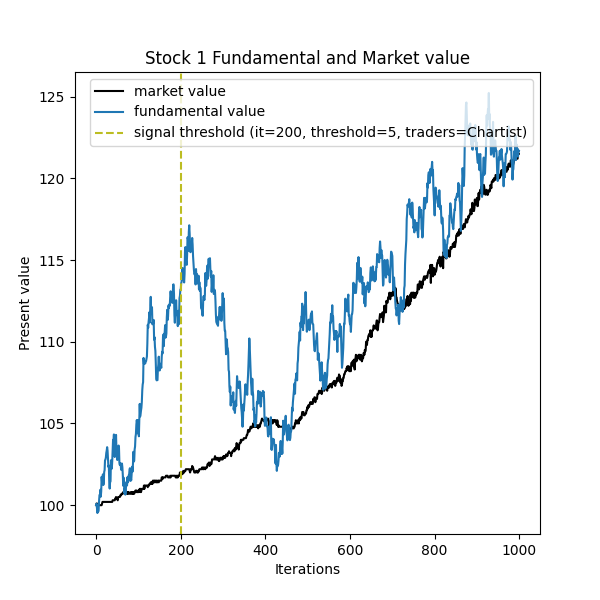 Stock 1 Fundamental and Market value
market value
fundamental value
signal threshold (it=200, threshold=5, traders=Chartist)
125
120
115
110
105
100
Present value
0 200 400 600 800 1000
Iterations